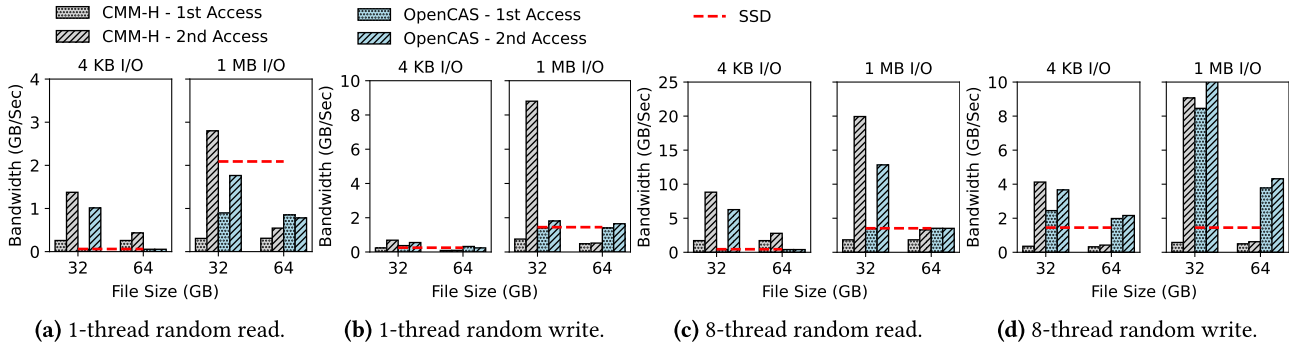 CMM-H - 1st Access
CMM-H - 2nd Access
OpenCAS - 1st Access
OpenCAS - 2nd Access
SSD
4 KB I/O
1 MB I/O
Bandwidth (GB/Sec)
4
3
2
1
0
32
64
32
64
File Size (GB)
(a) 1-thread random read.
4 KB I/O
1 MB I/O
Bandwidth (GB/Sec)
10
8
6
4
2
0
32
64
32
64
File Size (GB)
(b) 1-thread random write.
4 KB I/O
1 MB I/O
Bandwidth (GB/Sec)
25
20
15
10
5
0
32
64
32
64
File Size (GB)
(c) 8-thread random read.
4 KB I/O
1 MB I/O
Bandwidth (GB/Sec)
10
8
6
4
2
0
32
64
32
64
File Size (GB)
(d) 8-thread random write.